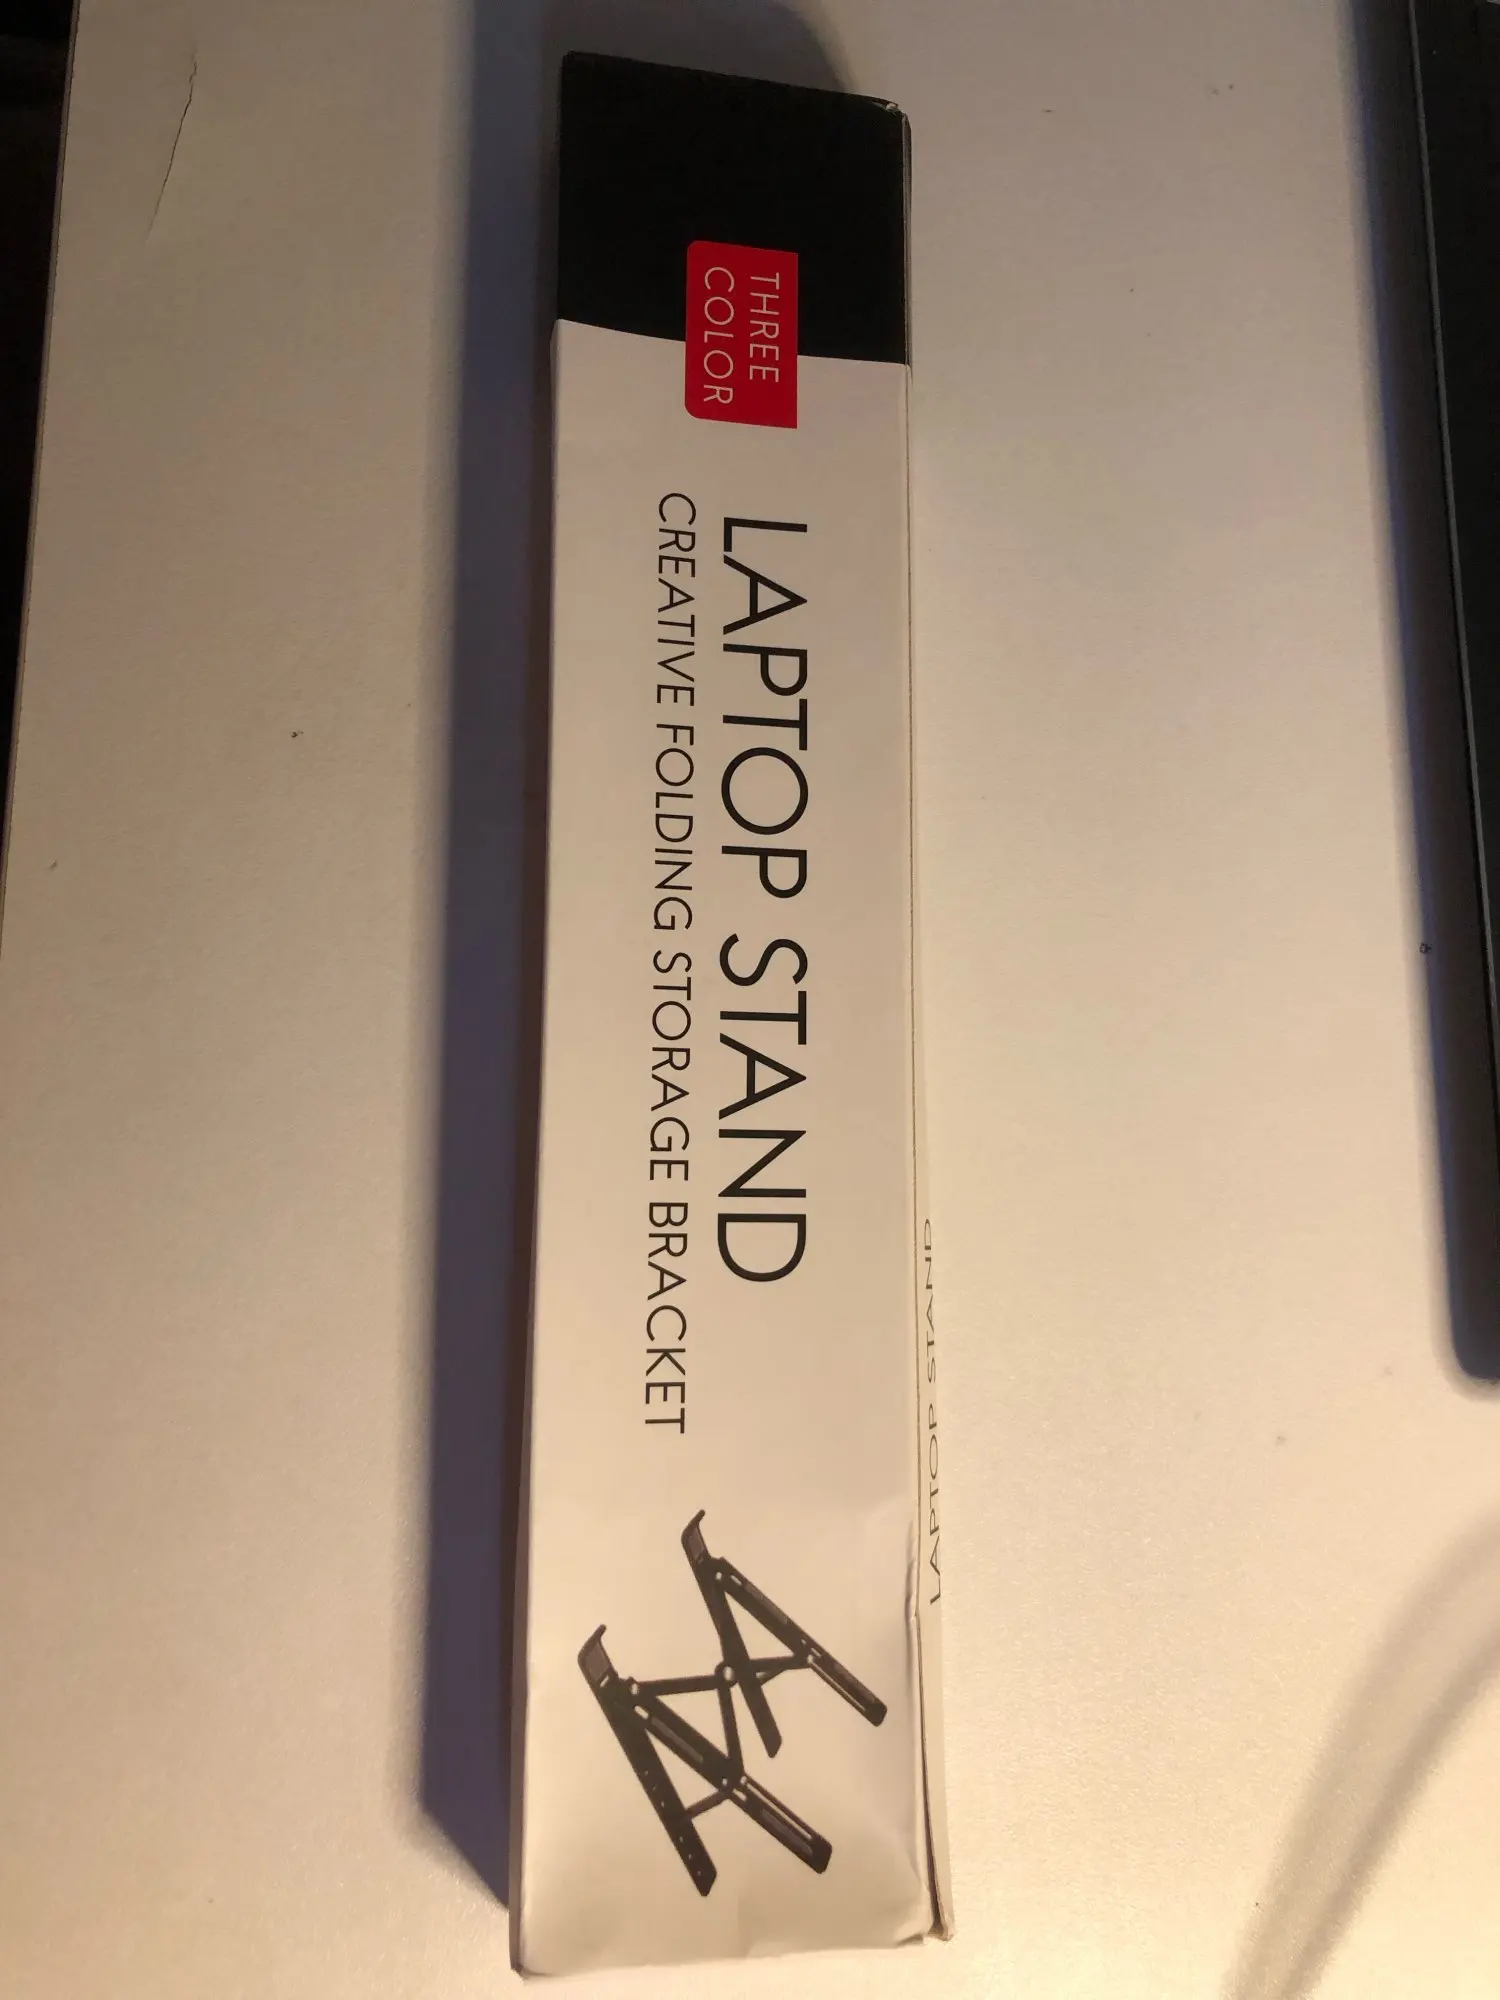 THREE
COLOR
LAPTOP STAND
CREATIVE FOLDING STORAGE BRACKET
LAPTOP STAND